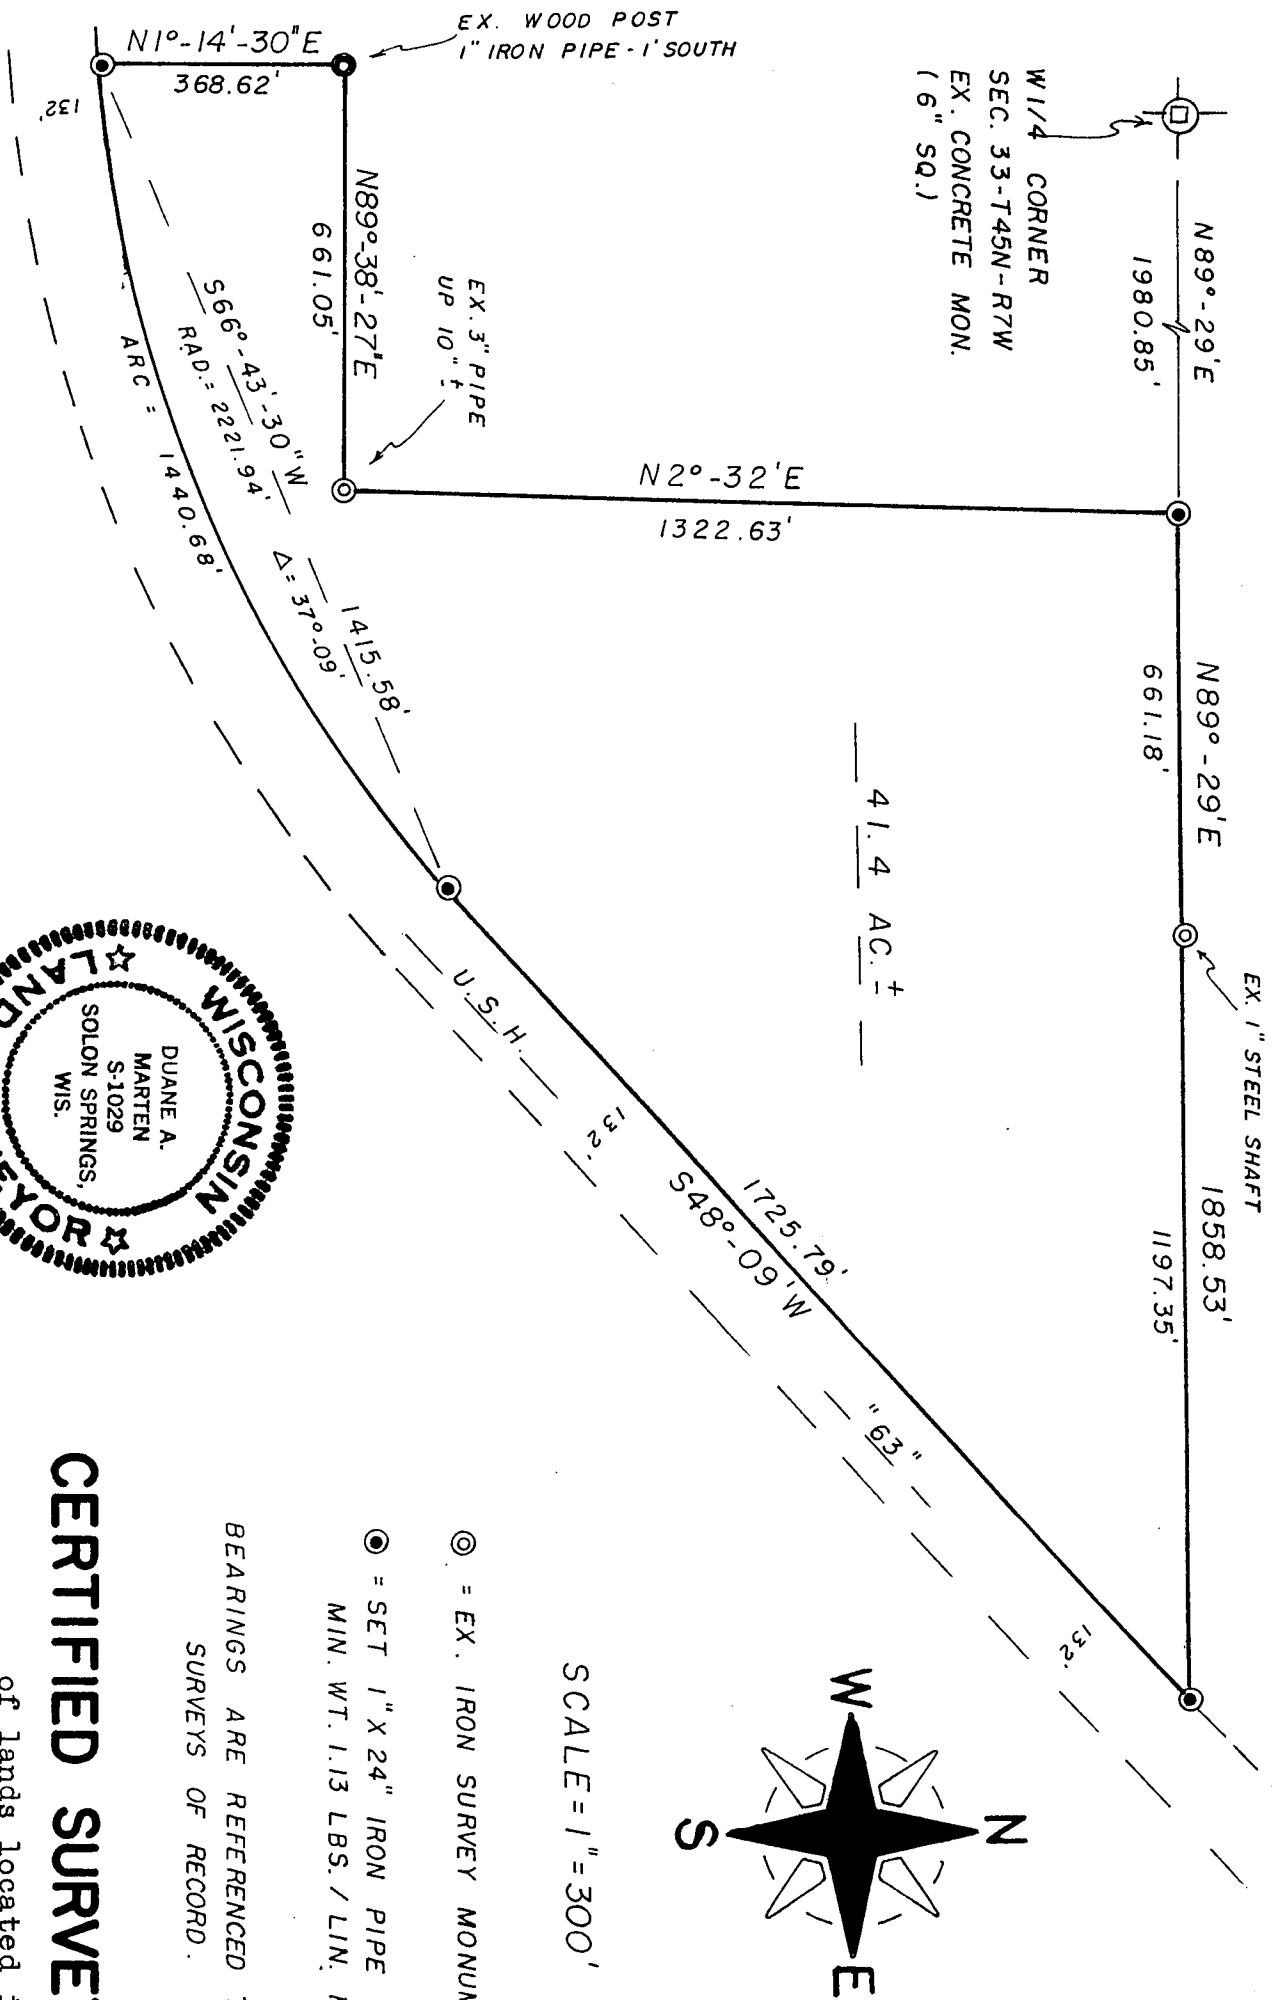 W 1/4 CORNER
SEC. 33-T45N-R7W
EX. CONCRETE MON.
(6" SQ.)
N89°-29'E
1980.85'
N89°-29'E
661.18'
EX. 1" STEEL SHAFT
1858.53'
1197.35'
N2°-32'E
1322.63'
41.4 AC. ±
EX. WOOD POST
1" IRON PIPE - 1' SOUTH
N1°-14'-30"E
368.62'
N89°-38'-27"E
661.05'
EX. 3" PIPE
UP 10" ±
S66°-43'-30"W
1415.58'
RAD. = 2221.94'
Δ = 37°-09'
ARC = 1440.68'
132'
1725.79'
S48°-09'W
U.S.H.
"63"
132'
132'
N
W
E
S
SCALE = 1" = 300'
= EX. IRON SURVEY
= SET 1" X 24" IRON PIPE
MIN. WT. 1.13 LBS. / LIN.
BEARINGS ARE REFERENCED
SURVEYS OF RECORD.
WISCONSIN
LAND
DUANE A.
MARTEN
S-1029
SOLON SPRINGS,
WIS.
CERTIFIED
of lands located